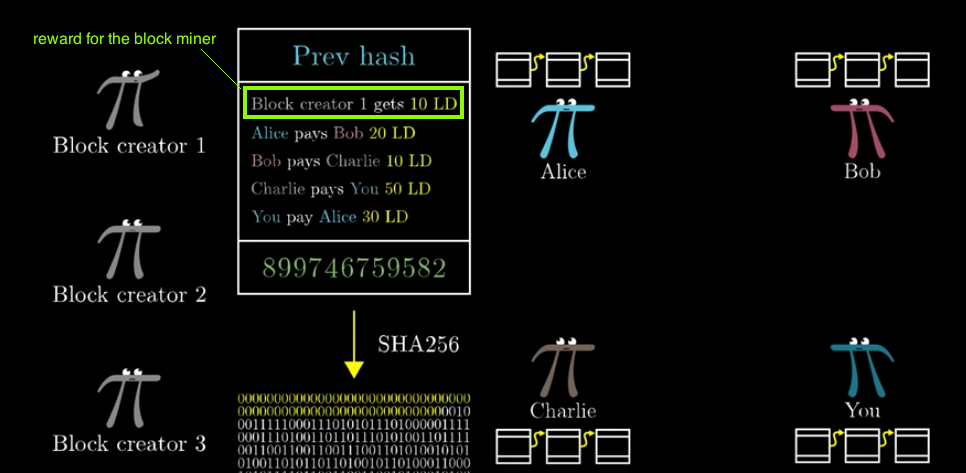 reward for the block miner
Prev hash
Block creator 1 gets 10 LD
Alice pays Bob 20 LD
Bob pays Charlie 10 LD
Charlie pays You 50 LD
You pay Alice 30 LD
899746759582
SHA256
00000000000000000000000000000000
00000000000000000000000000000010
Block creator 1
Block creator 2
Block creator 3
Alice
Bob
Charlie
You